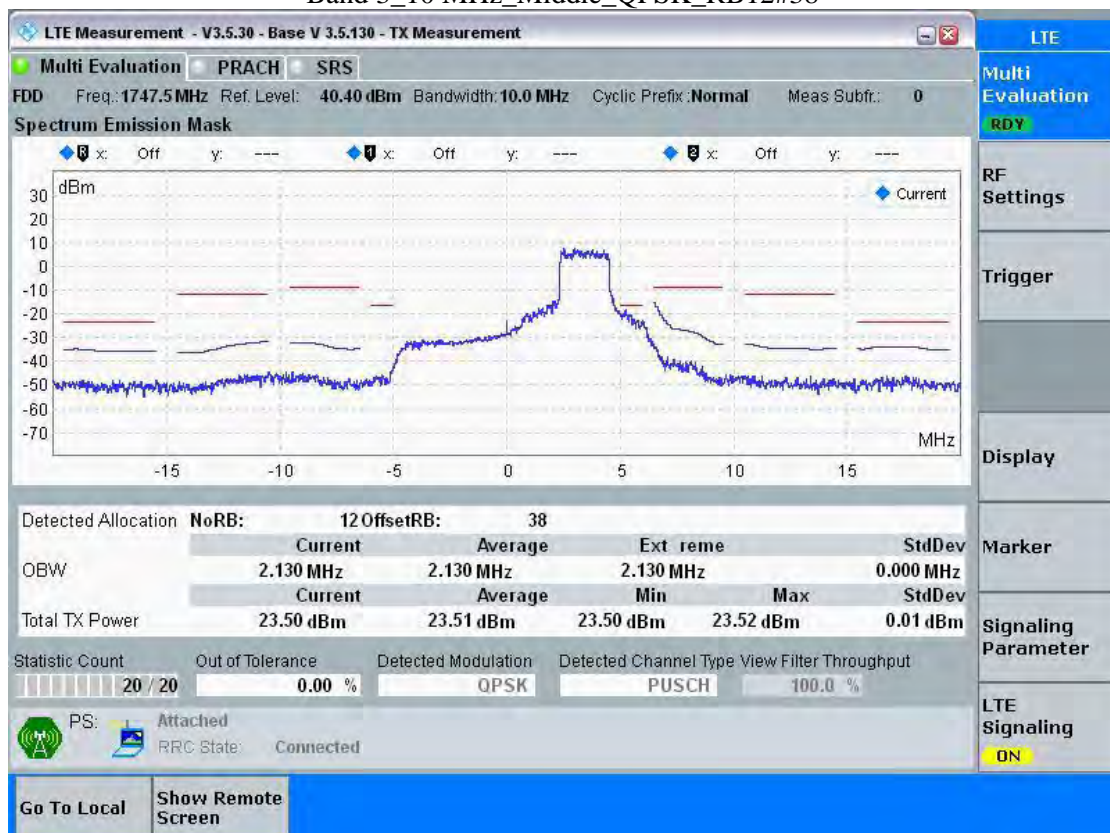 Band 3_10 MHz_Middle_QPSK_RB12#38
LTE Measurement - V3.5.30 - Base V 3.5.130 - TX Measurement
LTE
Multi Evaluation PRACH SRS
Multi Evaluation
RDY
FDD Freq.: 1747.5 MHz Ref. Level: 40.40 dBm Bandwidth: 10.0 MHz Cyclic Prefix : Normal Meas Subfr.: 0
Spectrum Emission Mask
R x: Off y: --- 1 x: Off y: --- 2 x: Off y: ---
dBm
Current
30
20
10
0
-10
-20
-30
-40
-50
-60
-70
MHz
-15 -10 -5 0 5 10 15
RF Settings
Trigger
Display
Marker
Signaling Parameter
LTE Signaling
ON
Detected Allocation NoRB: 12 OffsetRB: 38
Current Average Ext reme StdDev
OBW 2.130 MHz 2.130 MHz 2.130 MHz 0.000 MHz
Current Average Min Max StdDev
Total TX Power 23.50 dBm 23.51 dBm 23.50 dBm 23.52 dBm 0.01 dBm
Statistic Count Out of Tolerance Detected Modulation Detected Channel Type View Filter Throughput
20 / 20 0.00 % QPSK PUSCH 100.0 %
PS: Attached
RRC State: Connected
Go To Local
Show Remote Screen